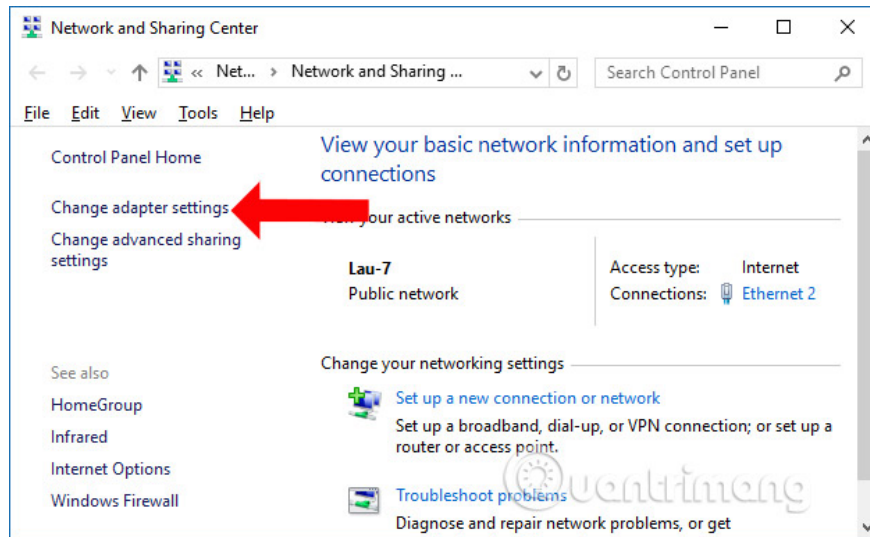 Network and Sharing Center
« Net... › Network and Sharing ...
Search Control Panel
File Edit View Tools Help
Control Panel Home
Change adapter settings
Change advanced sharing
settings
See also
HomeGroup
Infrared
Internet Options
Windows Firewall
View your basic network information and set up
connections
your active networks
Lau-7
Public network
Access type: Internet
Connections: Ethernet 2
Change your networking settings
Set up a new connection or network
Set up a broadband, dial-up, or VPN connection; or set up a
router or access point.
Troubleshoot problems
Diagnose and repair network problems, or get
Quantrimang